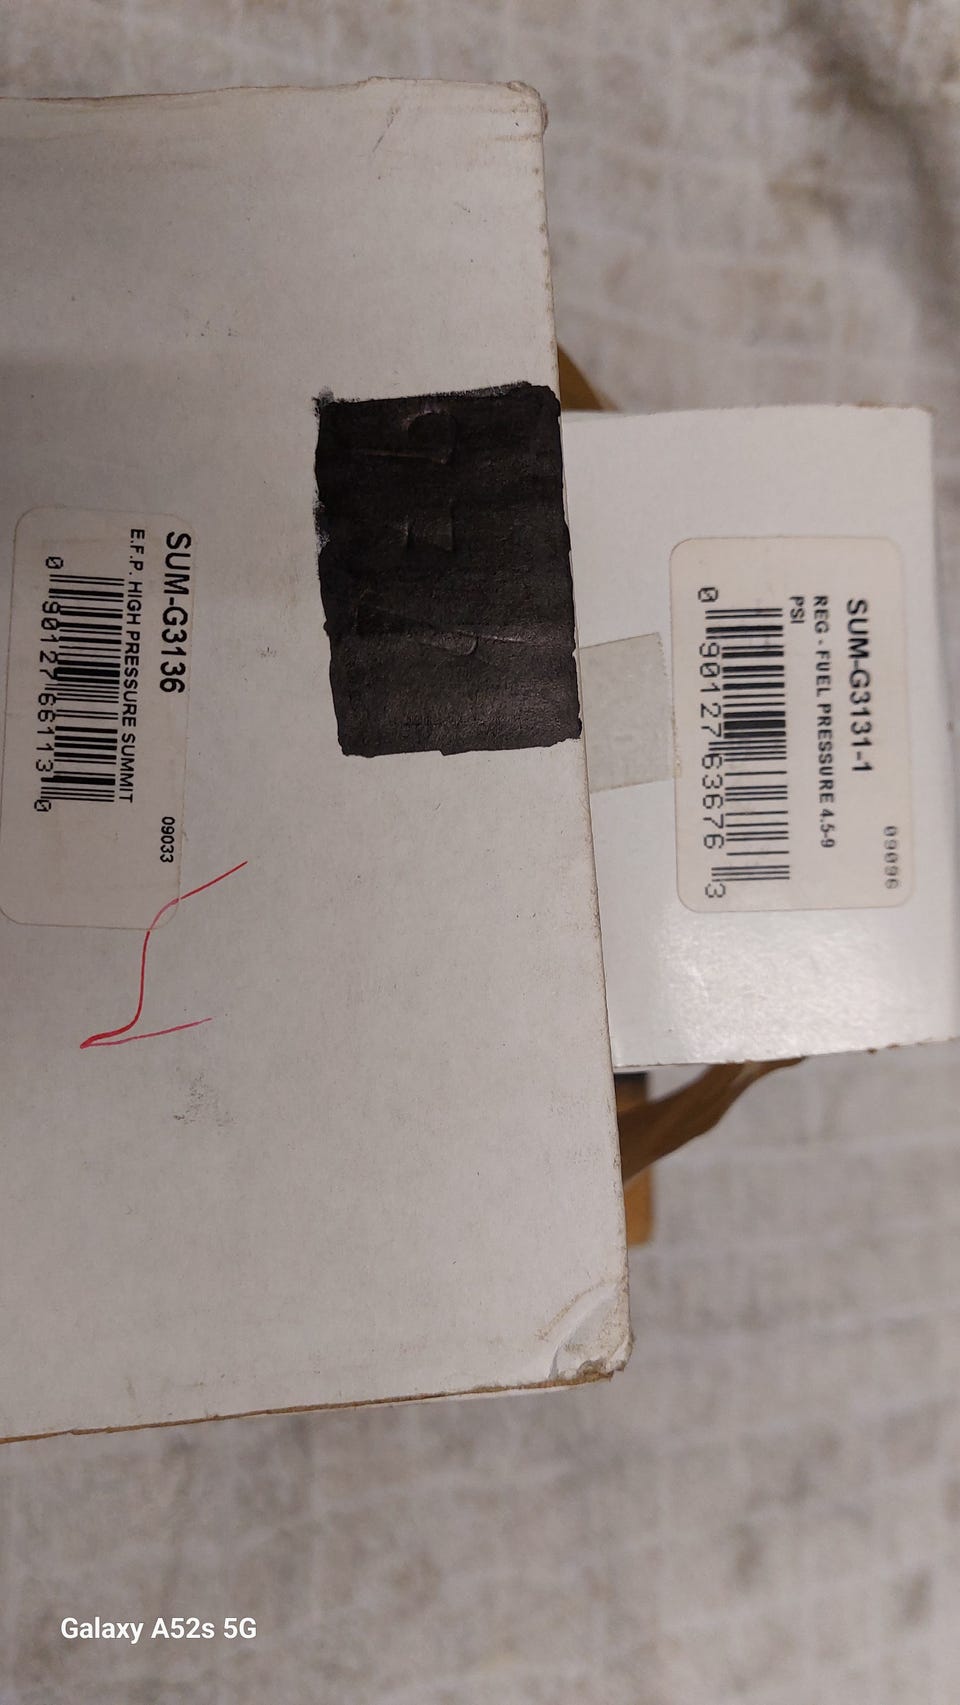 SUM-G3136
E.F.P. HIGH PRESSURE SUMMIT
0 90127 66113 0
09033
SUM-G3131-1
REG - FUEL PRESSURE 4.5-9
PSI
0 90127 63676 3
09096
Galaxy A52s 5G